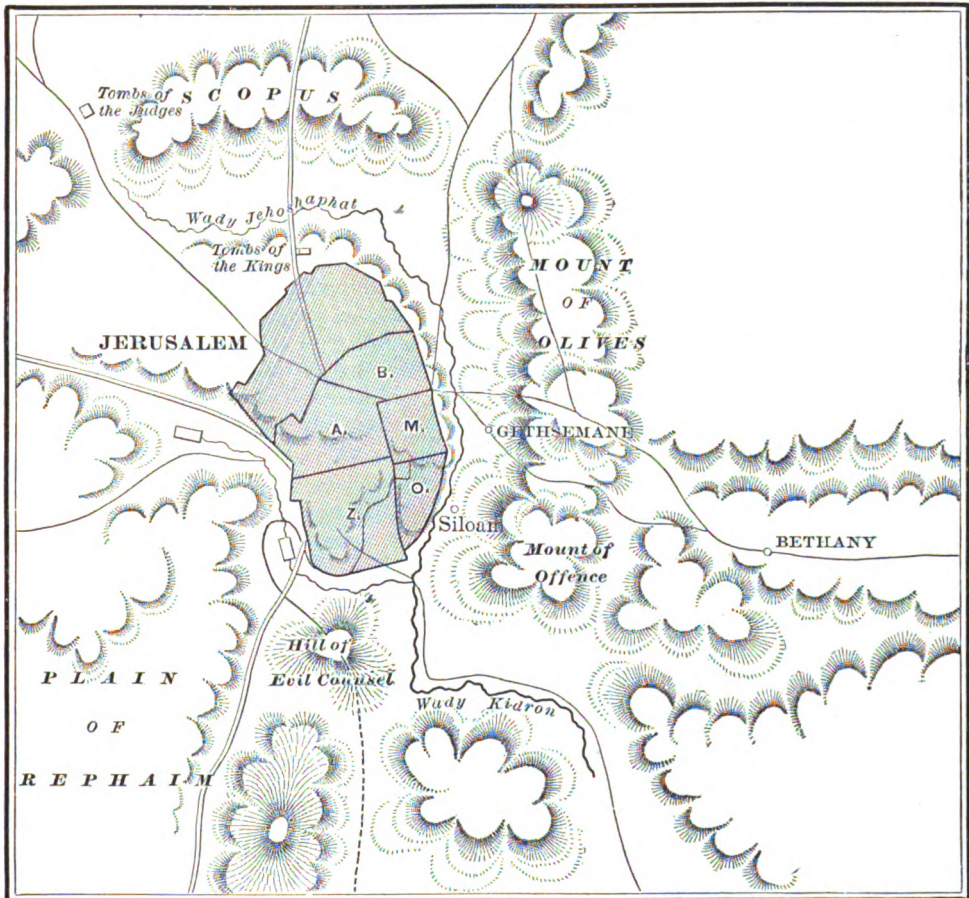 Tombs of
the Judges
SCOPUS
Wady Jehoshaphat
Tombs of
the Kings
MOUNT
OF
OLIVES
JERUSALEM
B.
A.
M.
GETHSEMANE
O.
Z.
Siloam
Mount of
Offence
BETHANY
Hill of
Evil Counsel
PLAIN
OF
REPHAIM
Wady Kidron